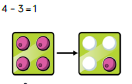 4 - 3 = 1